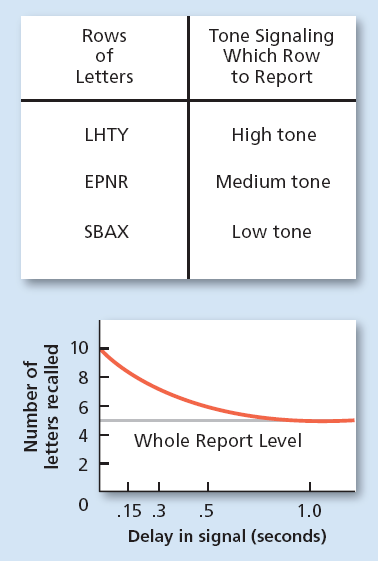 Rows
of
Letters
Tone Signaling
Which Row
to Report
LHTY High tone
EPNR Medium tone
SBAX Low tone
Number of
letters recalled
10
8
6
4
2
0
Whole Report Level
.15 .3 .5 1.0
Delay in signal (seconds)